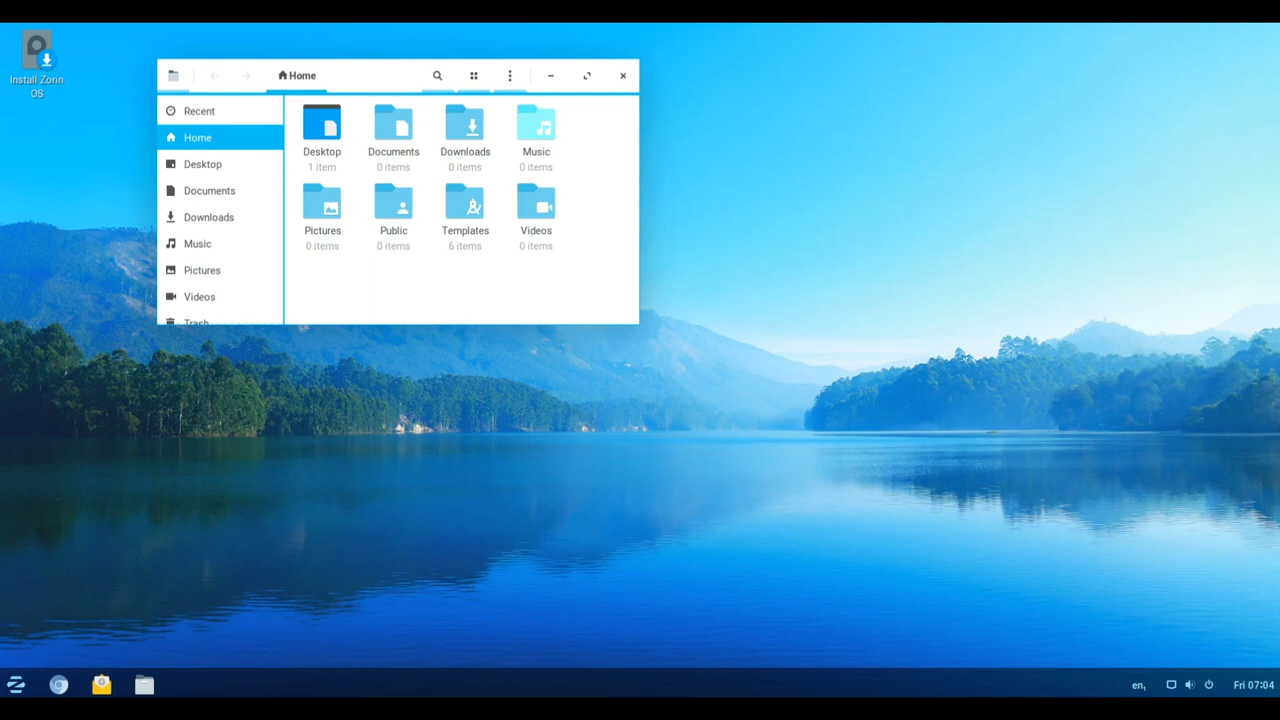 Install Zorin
OS
Home
Recent
Home
Desktop
Documents
Downloads
Music
Pictures
Videos
Trash
Desktop
1 item
Documents
0 items
Downloads
0 items
Music
0 items
Pictures
0 items
Public
0 items
Templates
6 items
Videos
0 items
en₁
Fri 07:04